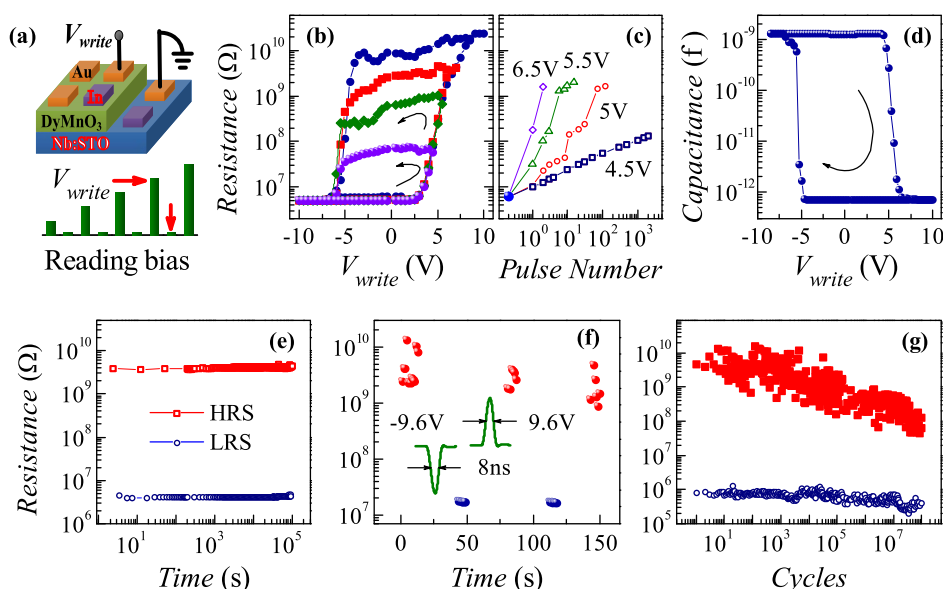 (a)
V_write
Au
In
DyMnO₃
Nb:STO
V_write
Reading bias
(b)
Resistance (Ω)
10¹⁰
10⁹
10⁸
10⁷
-10 -5 0 5 10
V_write (V)
(c)
6.5V
5.5V
5V
4.5V
10⁰ 10¹ 10² 10³
Pulse Number
(d)
Capacitance (f)
10⁻⁹
10⁻¹⁰
10⁻¹¹
10⁻¹²
-10 -5 0 5 10
V_write (V)
(e)
Resistance (Ω)
10¹⁰
10⁹
10⁸
10⁷
10⁶
HRS
LRS
10¹ 10³ 10⁵
Time (s)
(f)
10¹⁰
10⁹
10⁸
10⁷
-9.6V 9.6V
8ns
0 50 100 150
Time (s)
(g)
10¹⁰
10⁹
10⁸
10⁷
10⁶
10⁵
10¹ 10³ 10⁵ 10⁷
Cycles